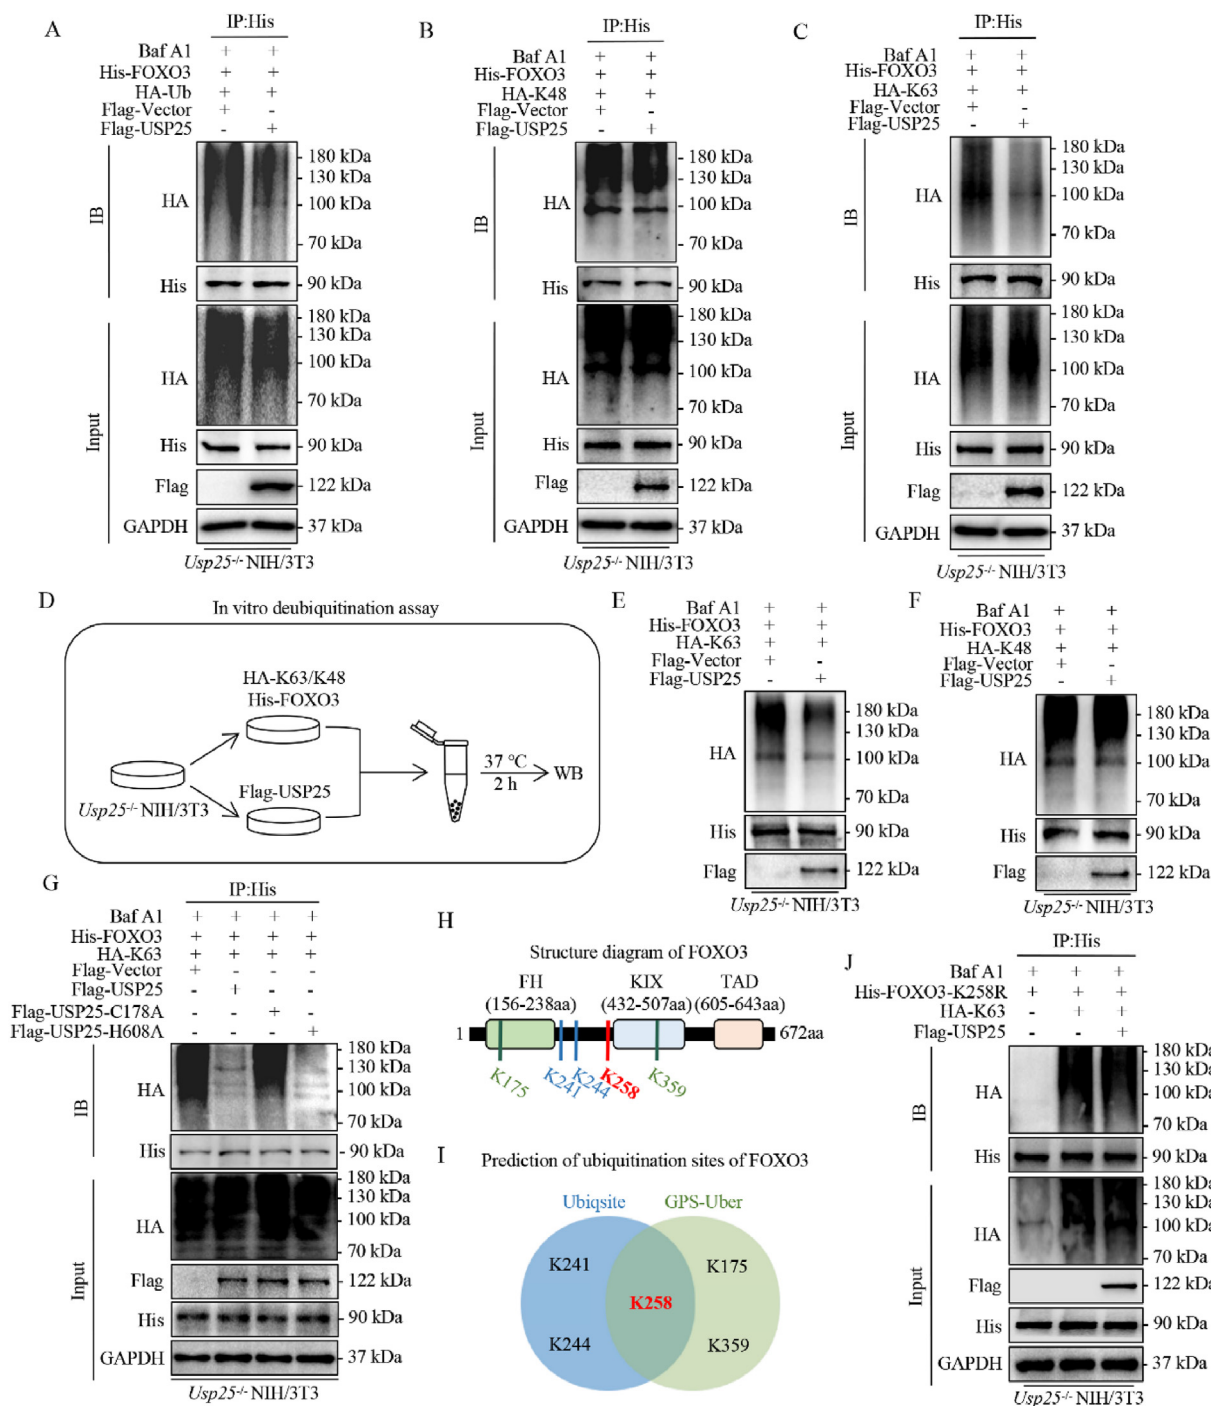 A
IP:His
Baf A1 + +
His-FOXO3 + +
HA-Ub + +
Flag-Vector + -
Flag-USP25 - +
IB
HA
180 kDa
130 kDa
100 kDa
70 kDa
His
90 kDa
Input
HA
180 kDa
130 kDa
100 kDa
70 kDa
His
90 kDa
Flag
122 kDa
GAPDH
37 kDa
Usp25-/- NIH/3T3
B
IP:His
Baf A1 + +
His-FOXO3 + +
HA-K48 + +
Flag-Vector + -
Flag-USP25 - +
IB
HA
180 kDa
130 kDa
100 kDa
70 kDa
His
90 kDa
Input
HA
180 kDa
130 kDa
100 kDa
70 kDa
His
90 kDa
Flag
122 kDa
GAPDH
37 kDa
Usp25-/- NIH/3T3
C
IP:His
Baf A1 + +
His-FOXO3 + +
HA-K63 + +
Flag-Vector + -
Flag-USP25 - +
IB
HA
180 kDa
130 kDa
100 kDa
70 kDa
His
90 kDa
Input
HA
180 kDa
130 kDa
100 kDa
70 kDa
His
90 kDa
Flag
122 kDa
GAPDH
37 kDa
Usp25-/- NIH/3T3
D
In vitro deubiquitination assay
HA-K63/K48
His-FOXO3
Usp25-/- NIH/3T3
Flag-USP25
37 °C
2 h
WB
E
Baf A1 + +
His-FOXO3 + +
HA-K63 + +
Flag-Vector + -
Flag-USP25 - +
HA
180 kDa
130 kDa
100 kDa
70 kDa
His
90 kDa
Flag
122 kDa
Usp25-/- NIH/3T3
F
Baf A1 + +
His-FOXO3 + +
HA-K48 + +
Flag-Vector + -
Flag-USP25 - +
HA
180 kDa
130 kDa
100 kDa
70 kDa
His
90 kDa
Flag
122 kDa
Usp25-/- NIH/3T3
G
IP:His
Baf A1 + + + +
His-FOXO3 + + + +
HA-K63 + + + +
Flag-Vector + - - -
Flag-USP25 - + - -
Flag-USP25-C178A - - + -
Flag-USP25-H608A - - - +
IB
HA
180 kDa
130 kDa
100 kDa
70 kDa
His
90 kDa
Input
HA
180 kDa
130 kDa
100 kDa
70 kDa
Flag
122 kDa
His
90 kDa
GAPDH
37 kDa
Usp25-/- NIH/3T3
H
Structure diagram of FOXO3
FH KIX TAD
(156-238aa) (432-507aa) (605-643aa)
1
672aa
K175
K241
K244
K258
K359
I
Prediction of ubiquitination sites of FOXO3
Ubiqsite GPS-Uber
K241 K175
K258
K244 K359
J
IP:His
Baf A1 + + +
His-FOXO3-K258R + + +
HA-K63 - + +
Flag-USP25 - - +
IB
HA
180 kDa
130 kDa
100 kDa
70 kDa
His
90 kDa
Input
HA
180 kDa
130 kDa
100 kDa
70 kDa
Flag
122 kDa
His
90 kDa
GAPDH
37 kDa
Usp25-/- NIH/3T3